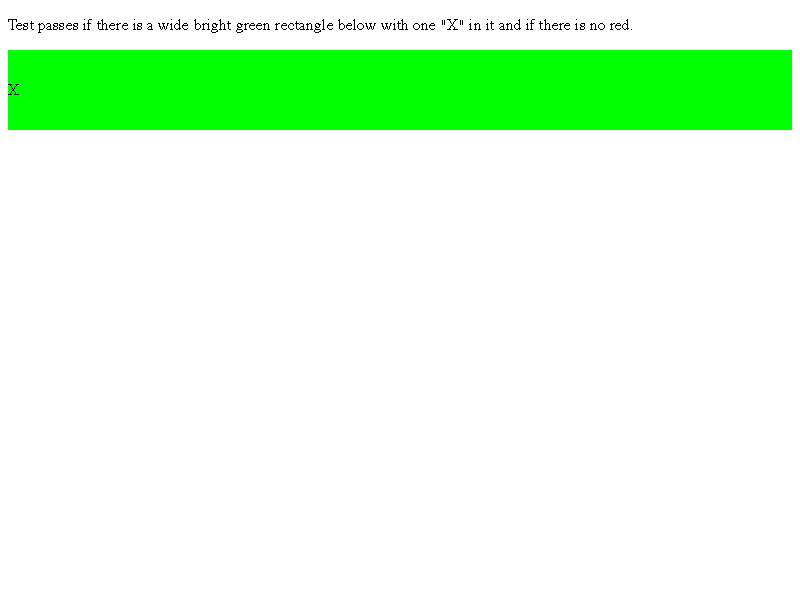 Test passes if there is a wide bright green rectangle below with one "X" in it and if there is no red.
X